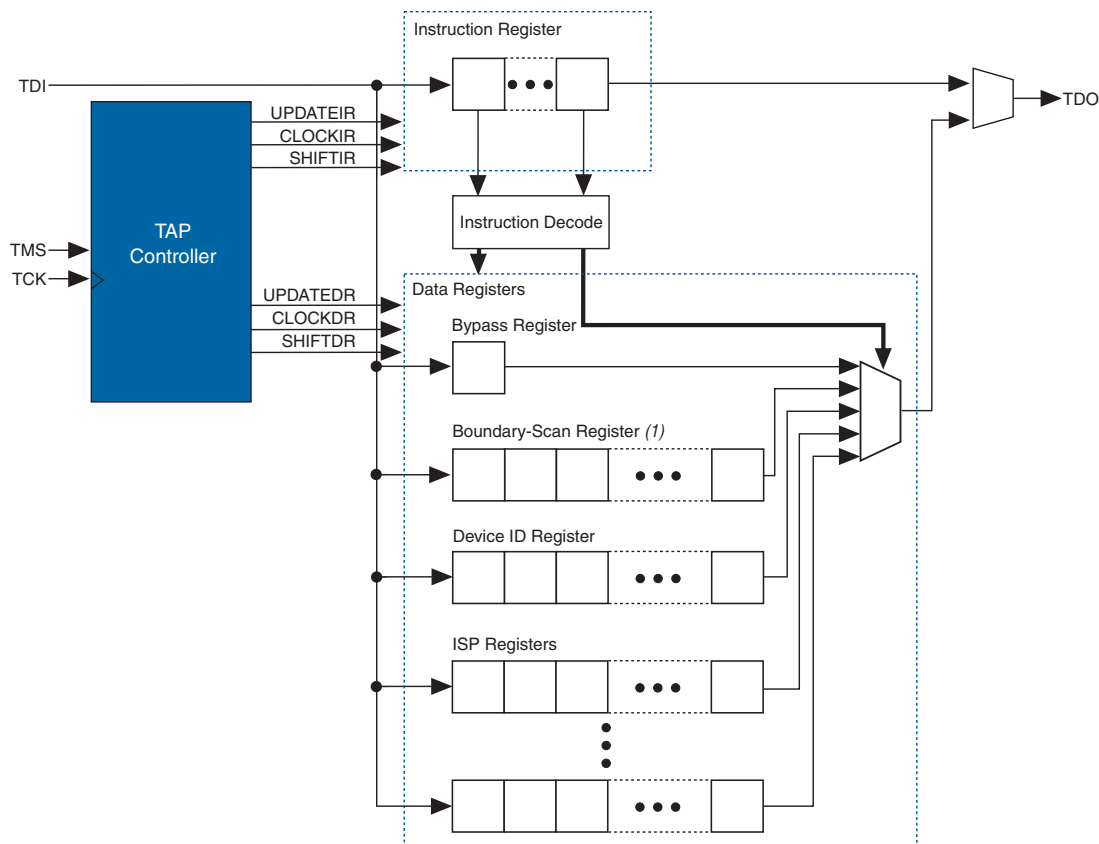 Instruction Register
TDI
TDO
UPDATEIR
CLOCKIR
SHIFTIR
Instruction Decode
TAP
Controller
TMS
TCK
Data Registers
UPDATEDR
CLOCKDR
SHIFTDR
Bypass Register
Boundary-Scan Register (1)
Device ID Register
ISP Registers